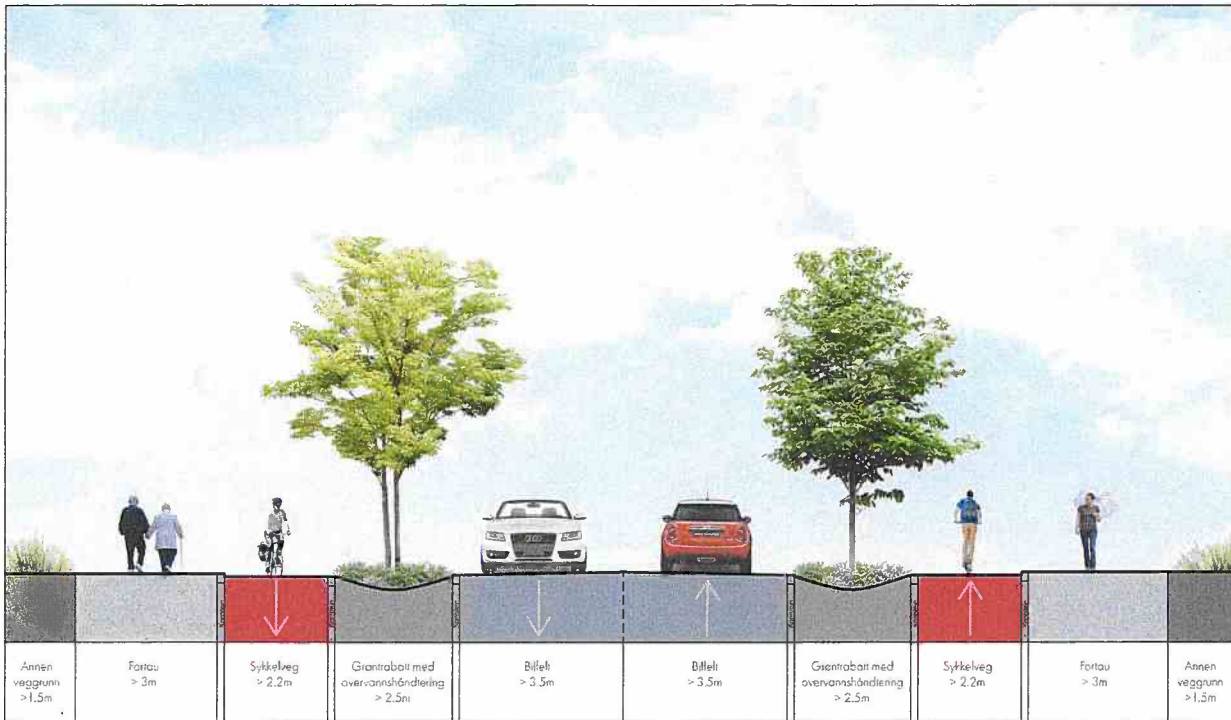 Annen
veggrunn
>1.5m
Fortau
> 3m
Sykkelveg
> 2.2m
Grøntrabatt med
overvannshåndtering
> 2.5m
Bilfelt
> 3.5m
Bilfelt
> 3.5m
Grøntrabatt med
overvannshåndtering
> 2.5m
Sykkelveg
> 2.2m
Fortau
> 3m
Annen
veggrunn
>1.5m